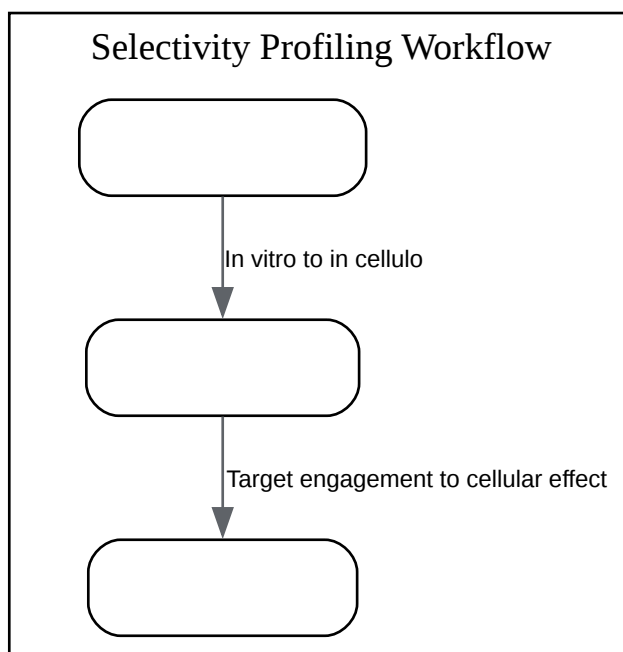 Selectivity Profiling Workflow
In vitro to in cellulo
Target engagement to cellular effect